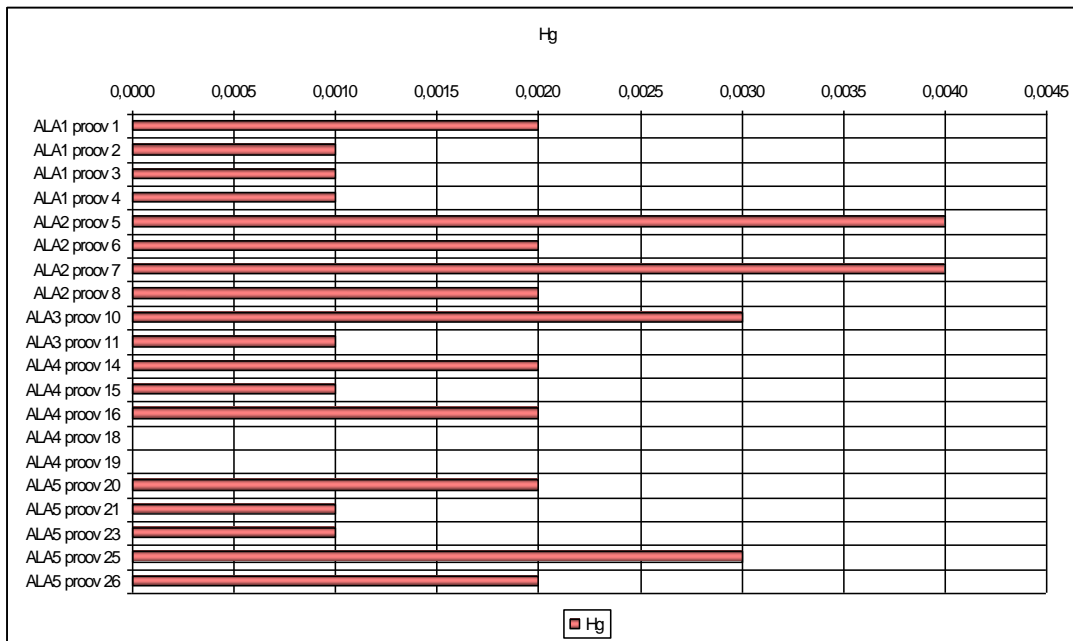 Hg
0,0000 0,0005 0,0010 0,0015 0,0020 0,0025 0,0030 0,0035 0,0040 0,0045
ALA1 proov 1
ALA1 proov 2
ALA1 proov 3
ALA1 proov 4
ALA2 proov 5
ALA2 proov 6
ALA2 proov 7
ALA2 proov 8
ALA3 proov 10
ALA3 proov 11
ALA4 proov 14
ALA4 proov 15
ALA4 proov 16
ALA4 proov 18
ALA4 proov 19
ALA5 proov 20
ALA5 proov 21
ALA5 proov 23
ALA5 proov 25
ALA5 proov 26
Hg